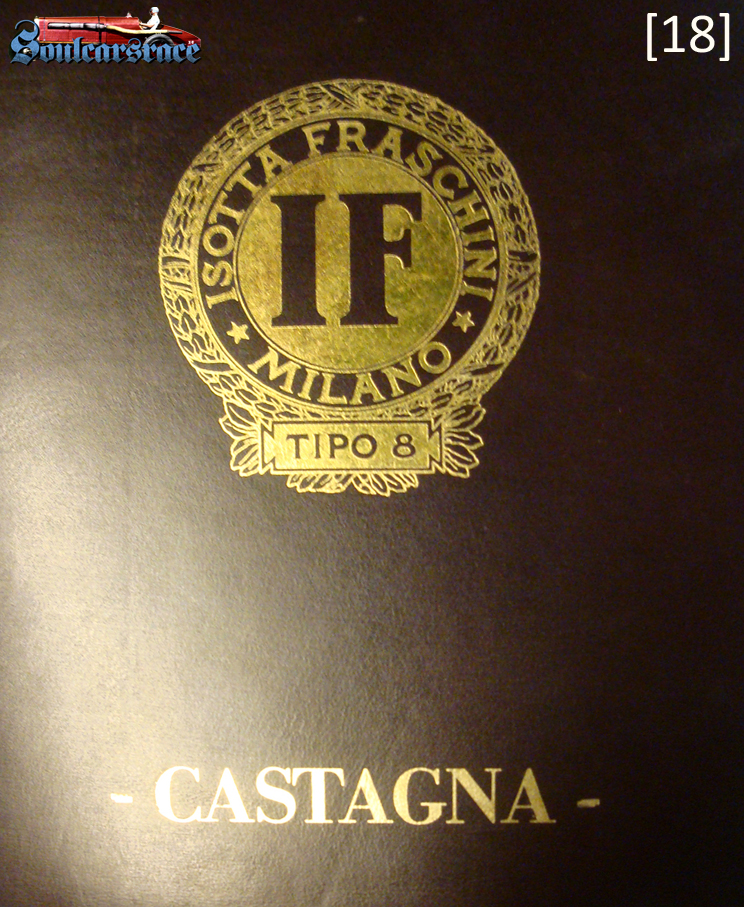 Soulcarsrace
[18]
ISOTTA FRASCHINI
IF
MILANO
TIPO 8
- CASTAGNA -